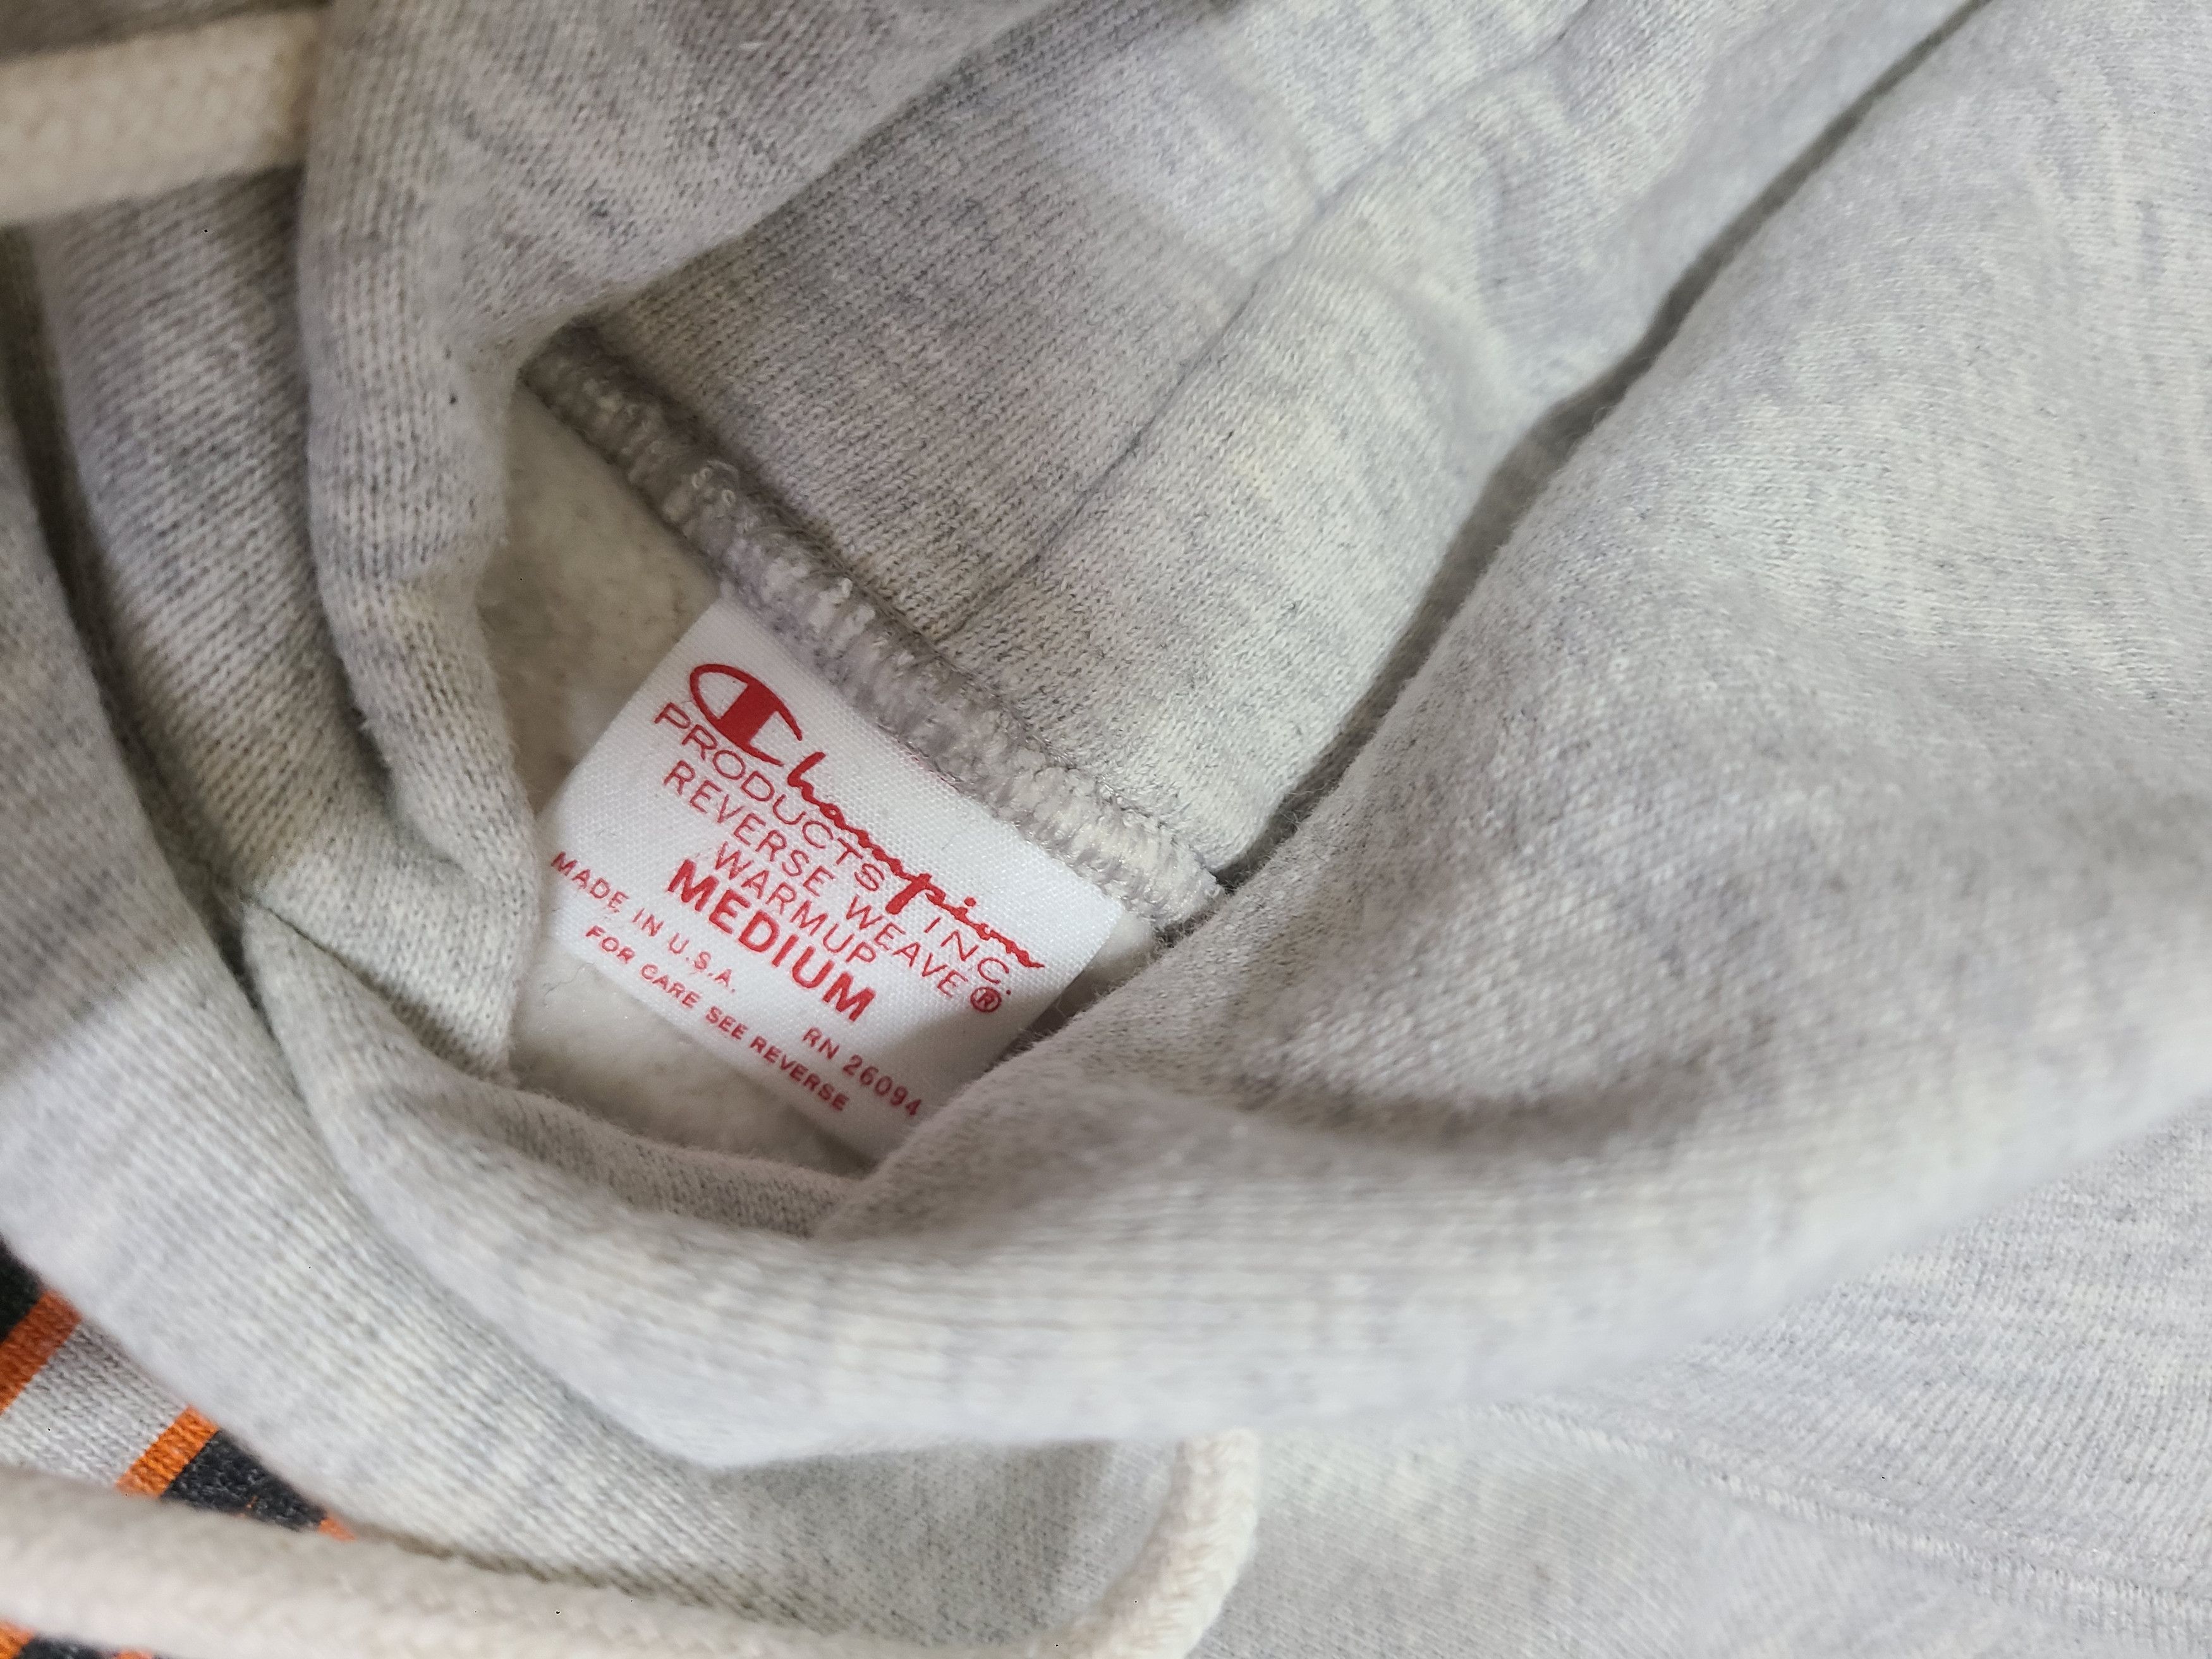 Champion
PRODUCTS INC.
REVERSE WEAVE ®
WARMUP
MEDIUM
MADE IN U.S.A. RN 26094
FOR CARE SEE REVERSE